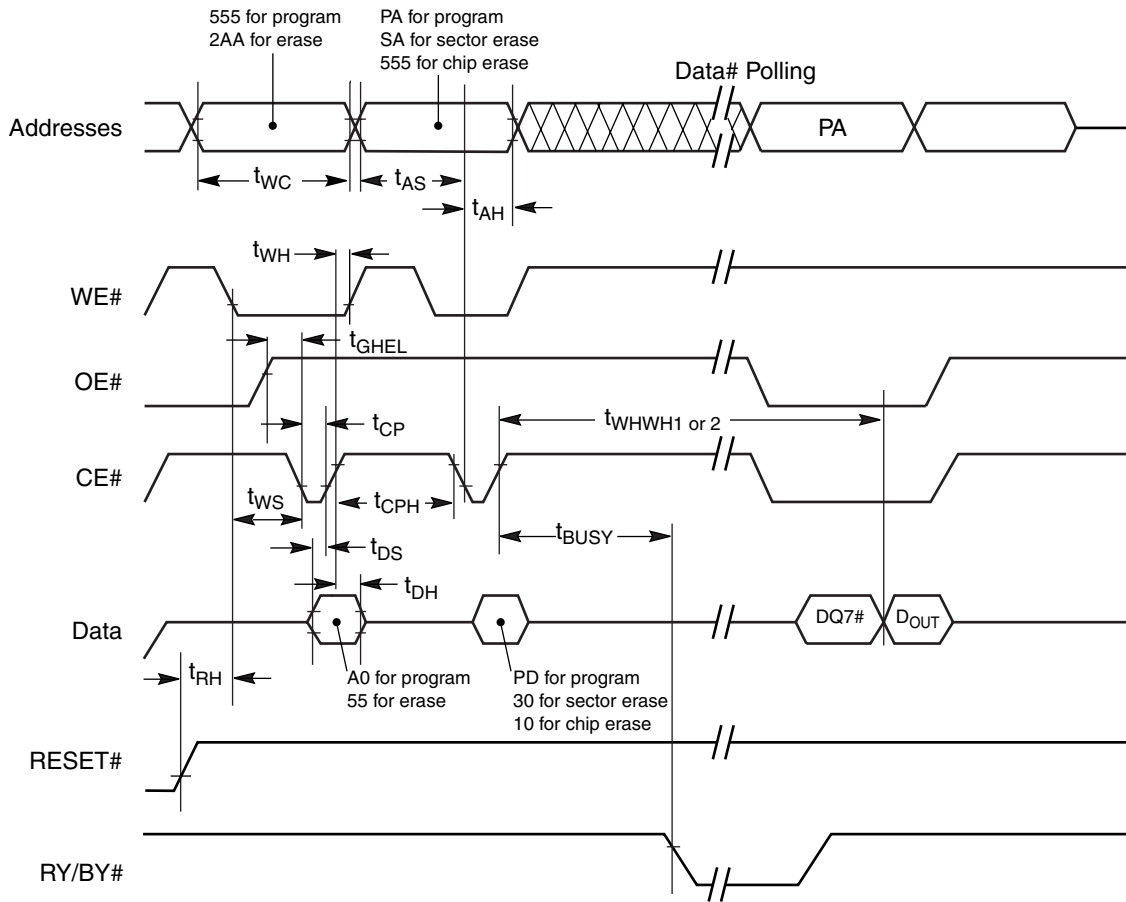 555 for program
2AA for erase
PA for program
SA for sector erase
555 for chip erase
Data# Polling
Addresses
PA
tWC
tAS
tAH
tWH
WE#
tGHEL
OE#
tWHWH1 or 2
tCP
CE#
tWS
tCPH
tBUSY
tDS
tDH
Data
DQ7#
DOUT
tRH
A0 for program
55 for erase
PD for program
30 for sector erase
10 for chip erase
RESET#
RY/BY#